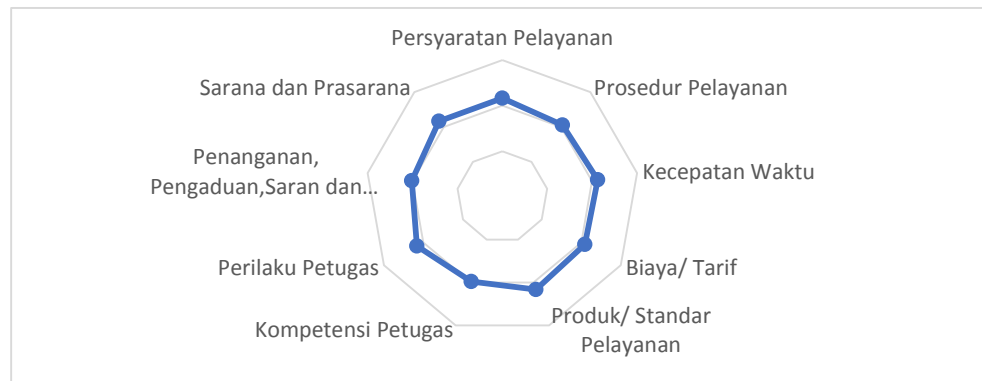 Persyaratan Pelayanan
Prosedur Pelayanan
Kecepatan Waktu
Biaya/ Tarif
Produk/ Standar
Pelayanan
Kompetensi Petugas
Perilaku Petugas
Penanganan,
Pengaduan,Saran dan...
Sarana dan Prasarana